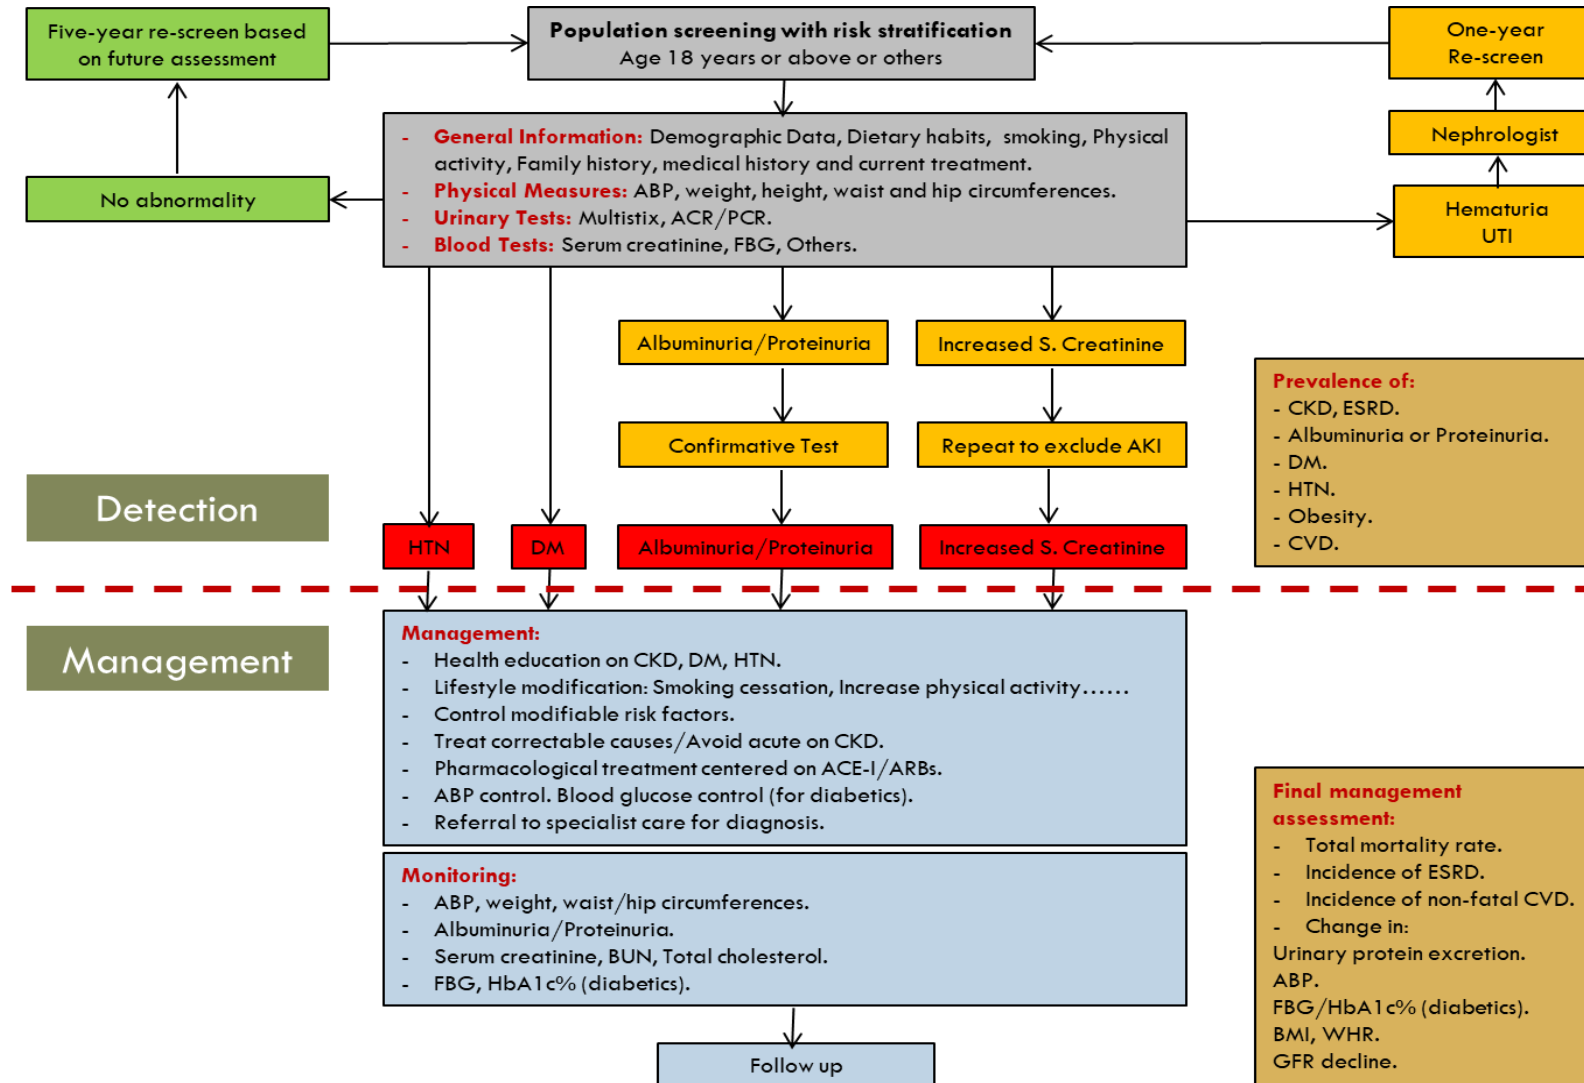 Five-year re-screen based
on future assessment
Population screening with risk stratification
Age 18 years or above or others
One-year
Re-screen
- General Information: Demographic Data, Dietary habits, smoking, Physical
activity, Family history, medical history and current treatment.
- Physical Measures: ABP, weight, height, waist and hip circumferences.
- Urinary Tests: Multistix, ACR/PCR.
- Blood Tests: Serum creatinine, FBG, Others.
Nephrologist
No abnormality
Hematuria
UTI
Albuminuria/Proteinuria
Increased S. Creatinine
Confirmative Test
Repeat to exclude AKI
Prevalence of:
- CKD, ESRD.
- Albuminuria or Proteinuria.
- DM.
- HTN.
- Obesity.
- CVD.
Detection
HTN
DM
Albuminuria/Proteinuria
Increased S. Creatinine
Management
Management:
- Health education on CKD, DM, HTN.
- Lifestyle modification: Smoking cessation, Increase physical activity......
- Control modifiable risk factors.
- Treat correctable causes/Avoid acute on CKD.
- Pharmacological treatment centered on ACE-I/ARBs.
- ABP control. Blood glucose control (for diabetics).
- Referral to specialist care for diagnosis.
Monitoring:
- ABP, weight, waist/hip circumferences.
- Albuminuria/Proteinuria.
- Serum creatinine, BUN, Total cholesterol.
- FBG, HbA1c% (diabetics).
Final management
assessment:
- Total mortality rate.
- Incidence of ESRD.
- Incidence of non-fatal CVD.
- Change in:
Urinary protein excretion.
ABP.
FBG/HbA1c% (diabetics).
BMI, WHR.
GFR decline.
Follow up